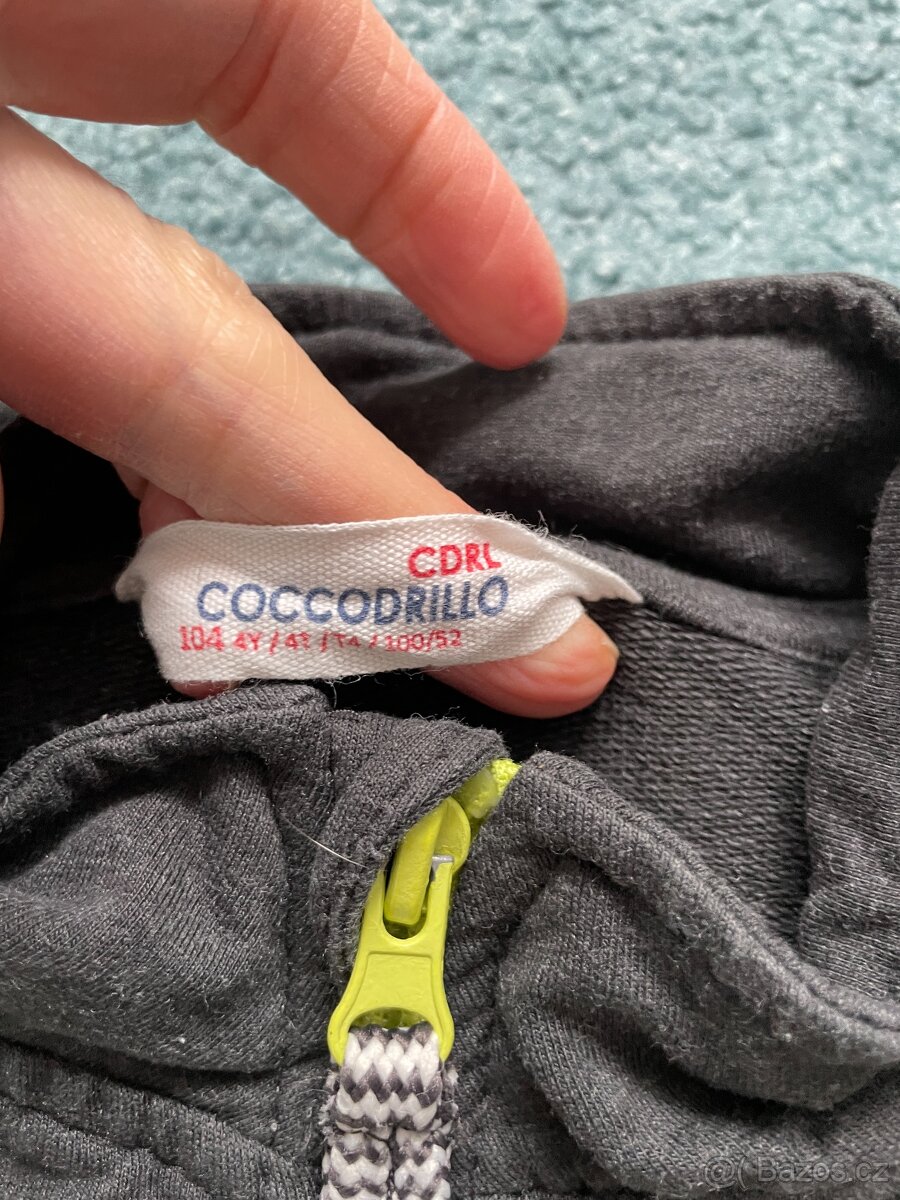 CDRL
COCCODRILLO
104 4Y / 4T / T4 / 100/52
@( Bazos.cz